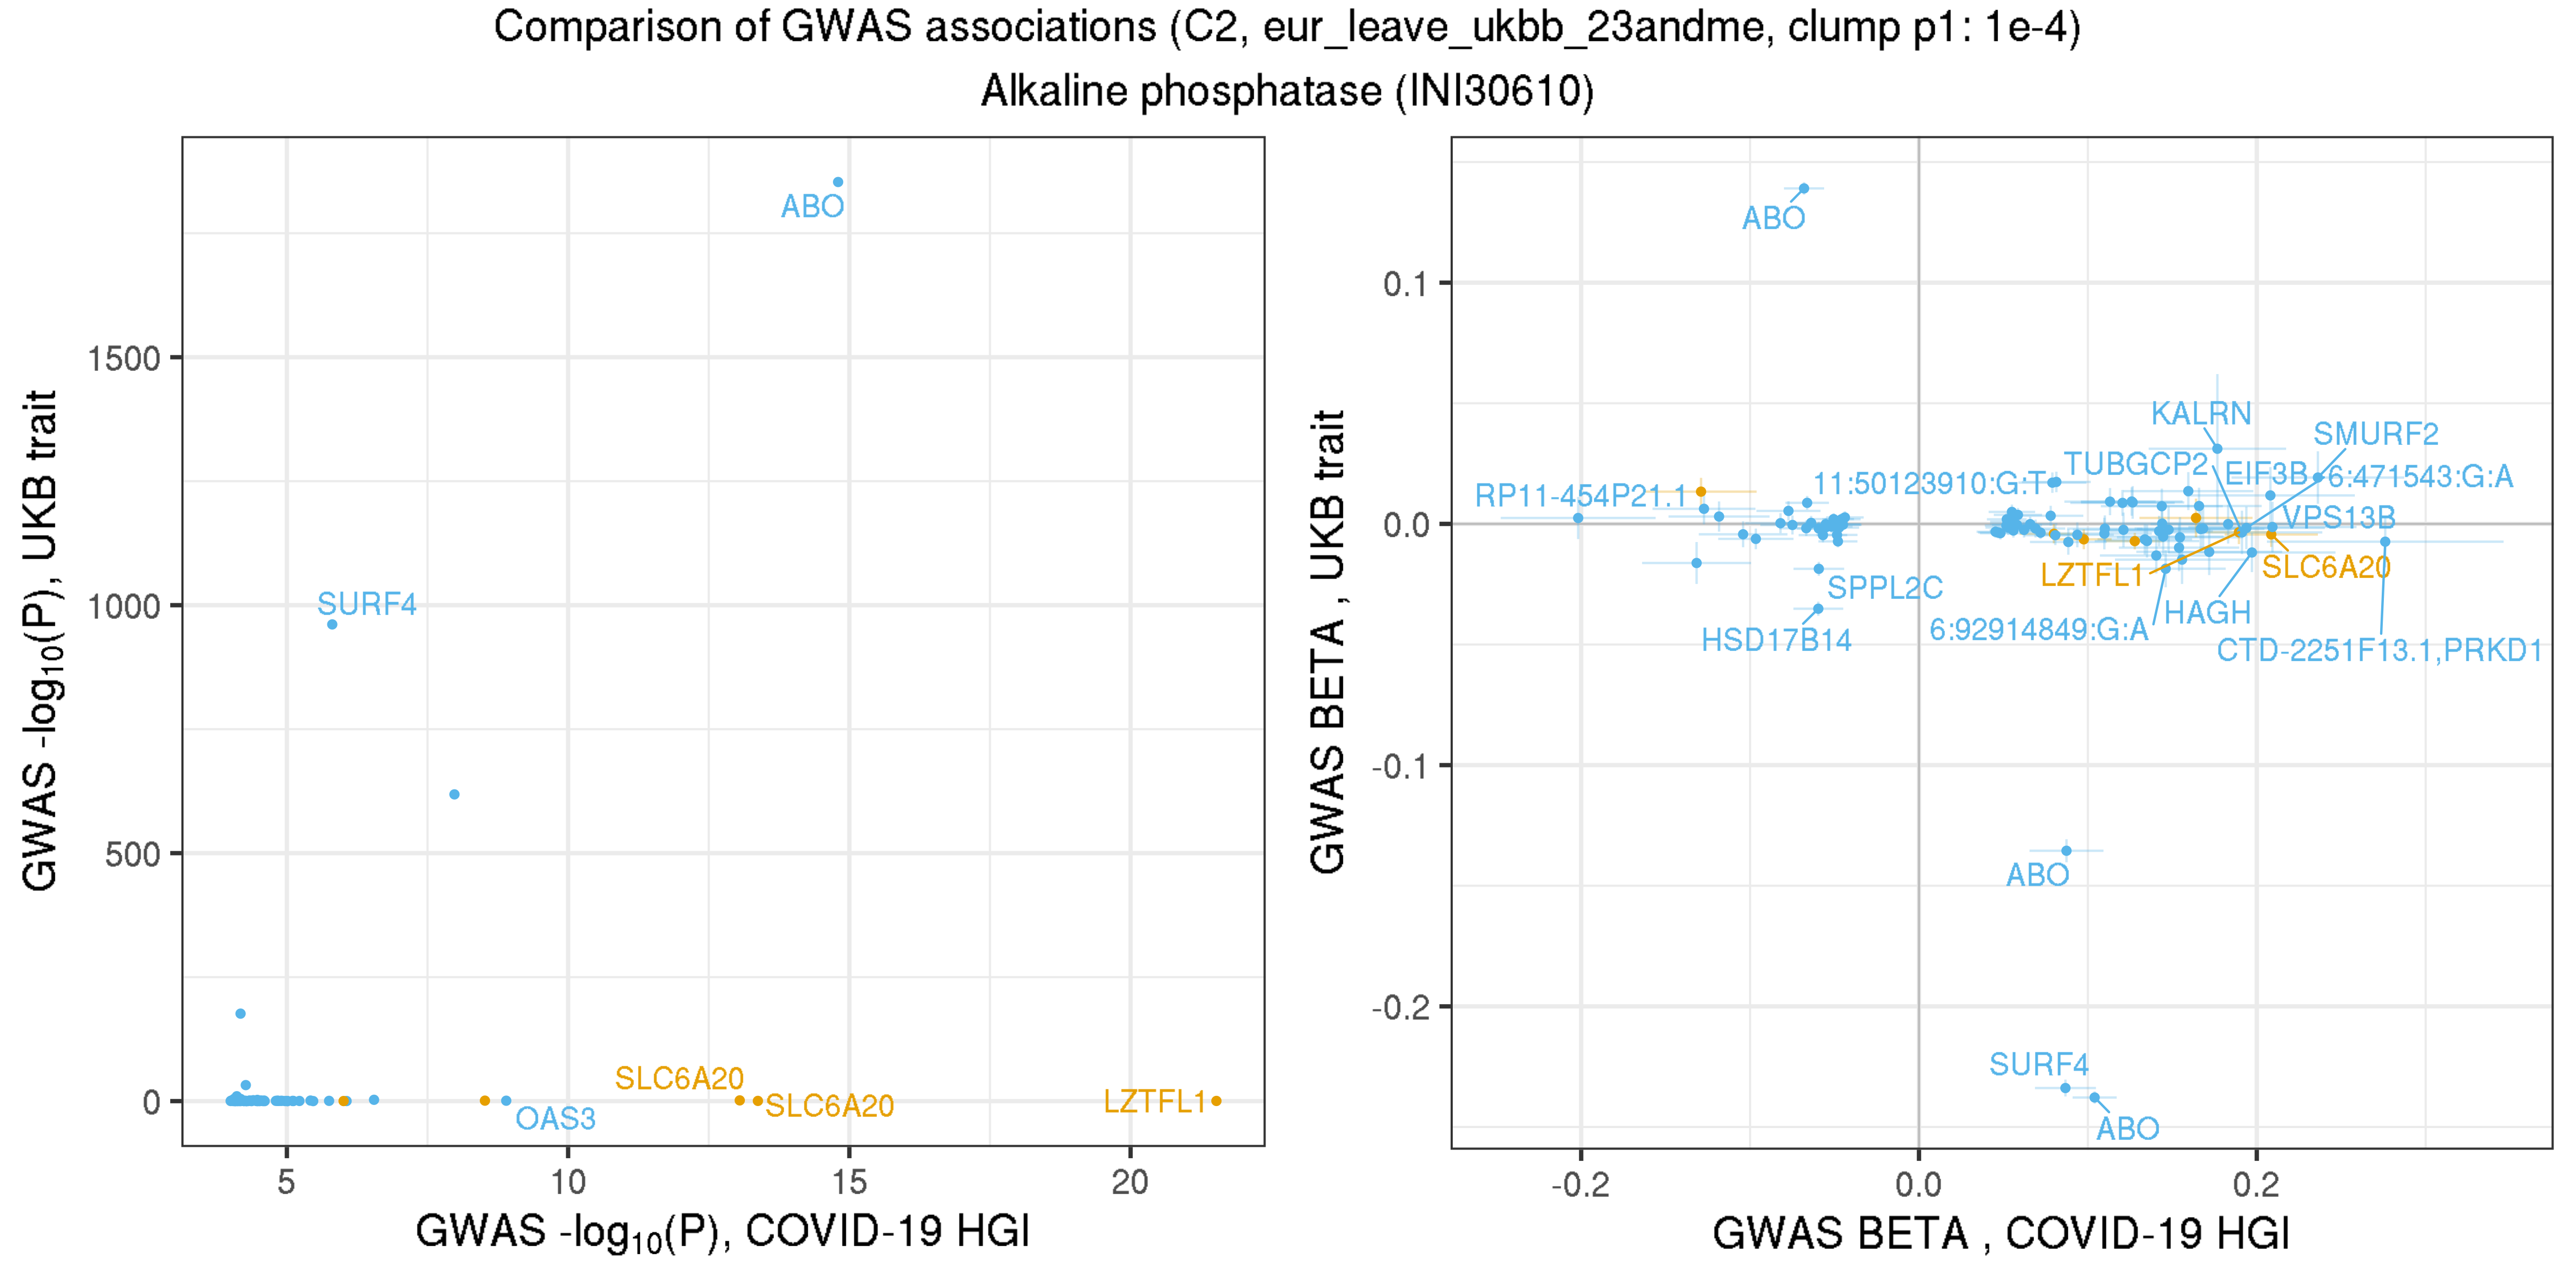 Comparison of GWAS associations (C2, eur_leave_ukbb_23andme, clump p1: 1e-4)
Alkaline phosphatase (INI30610)
GWAS -log10(P), UKB trait
1500
1000
500
0
ABO
SURF4
SLC6A20
SLC6A20
LZTFL1
OAS3
5
10
15
20
GWAS -log10(P), COVID-19 HGI
GWAS BETA , UKB trait
0.1
0.0
-0.1
-0.2
ABO
KALRN
SMURF2
TUBGCP2
EIF3B
6:471543:G:A
11:50123910:G:T
RP11-454P21.1
VPS13B
LZTFL1
SLC6A20
SPPL2C
HAGH
6:92914849:G:A
HSD17B14
CTD-2251F13.1,PRKD1
ABO
SURF4
ABO
-0.2
0.0
0.2
GWAS BETA , COVID-19 HGI